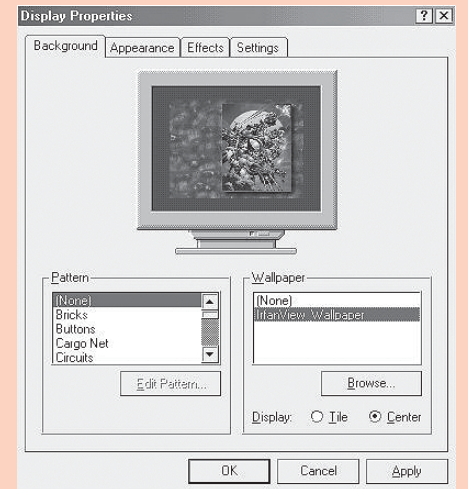 Display Properties
Background Appearance Effects Settings
Pattern
(None)
Bricks
Buttons
Cargo Net
Circuits
Edit Pattern...
Wallpaper
(None)
IrfanView Wallpaper
Browse...
Display: Tile Center
OK Cancel Apply